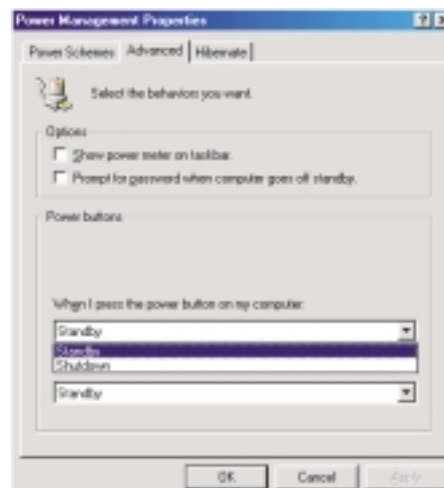 Power Management Properties
Power Schemes Advanced Hibernate
Select the behaviors you want.
Options
Show power meter on taskbar.
Prompt for password when computer goes off standby.
Power buttons
When I press the power button on my computer:
Standby
Standby
Shutdown
Standby
OK Cancel Apply